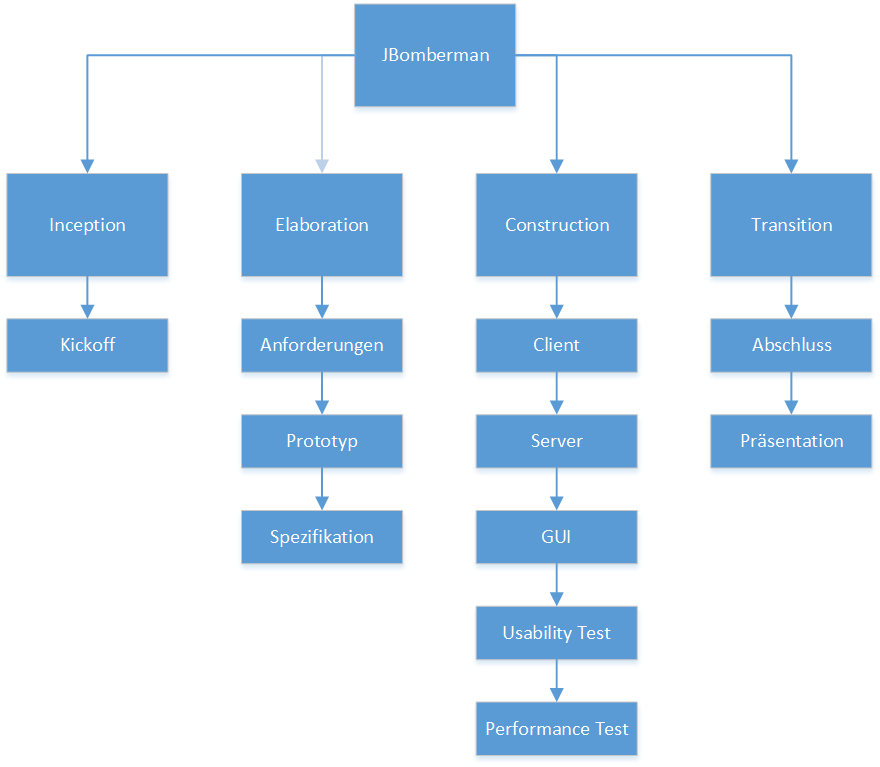 JBomberman
Inception
Elaboration
Construction
Transition
Kickoff
Anforderungen
Client
Abschluss
Prototyp
Server
Präsentation
Spezifikation
GUI
Usability Test
Performance Test